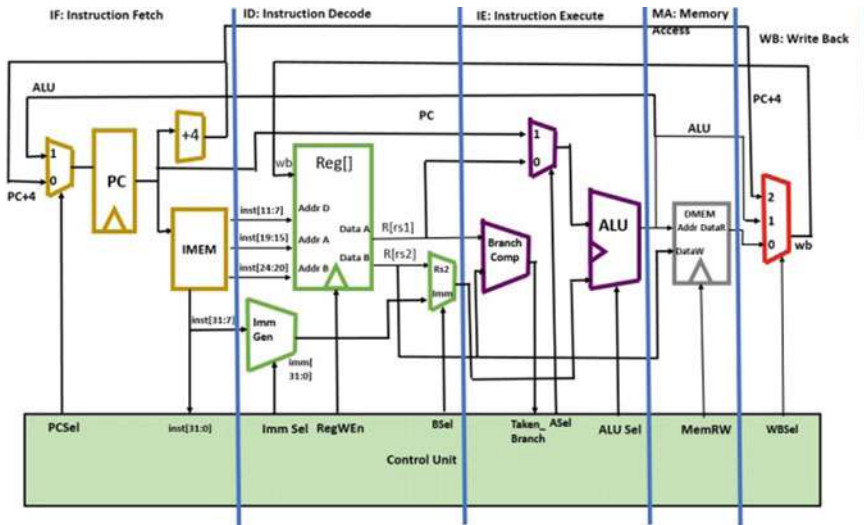 IF: Instruction Fetch
ID: Instruction Decode
IE: Instruction Execute
MA: Memory
Access
WB: Write Back
ALU
PC+4
PC
ALU
+4
1
0
PC
PC+4
wb
Reg[]
inst[11:7]
Addr D
IMEM
inst[19:15]
Addr A
inst[24:20]
Addr B
Data A
R[rs1]
Data B
R[rs2]
Rs2
Imm
1
0
Branch
Comp
ALU
DMEM
Addr DataR
DataW
2
1
0
wb
inst[31:7]
Imm
Gen
imm[
31:0]
PCSel
inst[31:0]
Imm Sel
RegWEn
BSel
Taken_
Branch
ASel
ALU Sel
MemRW
WBSel
Control Unit